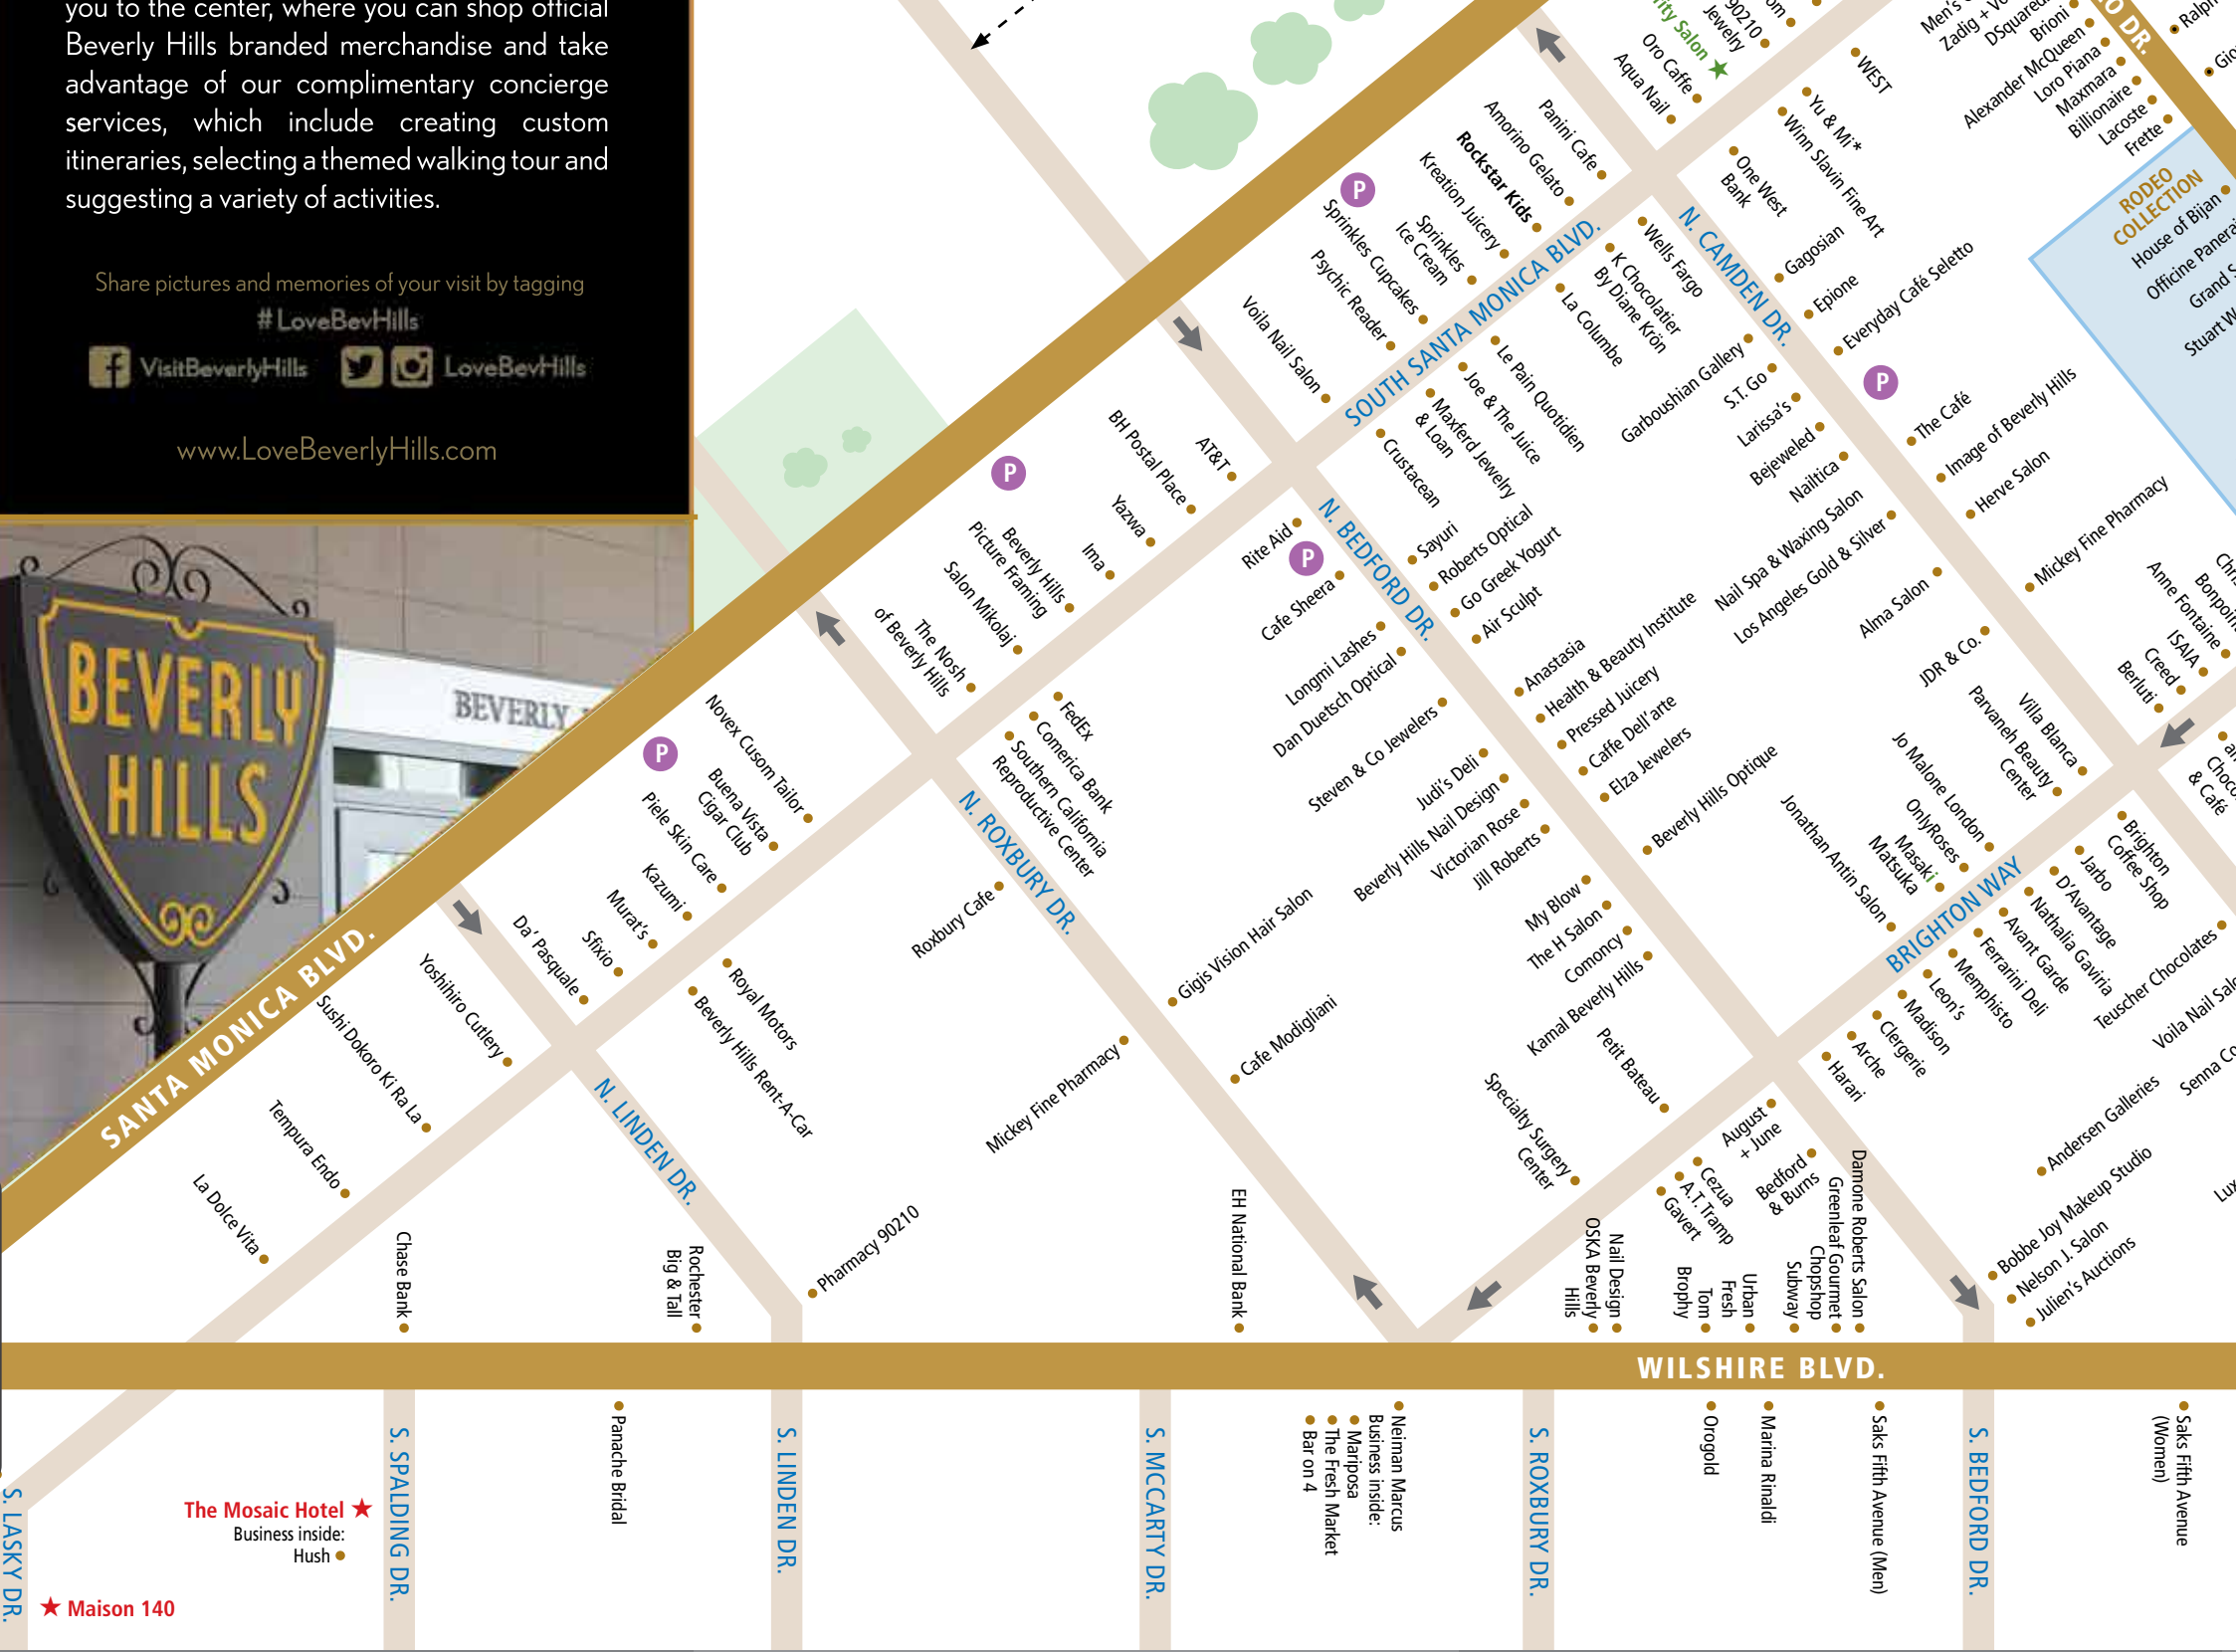 you to the center, where you can shop official
Beverly Hills branded merchandise and take
advantage of our complimentary concierge
services, which include creating custom
itineraries, selecting a themed walking tour and
suggesting a variety of activities.
Share pictures and memories of your visit by tagging
#LoveBevHills
VisitBeverlyHills
LoveBevHills
www.LoveBeverlyHills.com
BEVERLY
HILLS
BEVERLY
SANTA MONICA BLVD.
SOUTH SANTA MONICA BLVD.
N. CAMDEN DR.
N. BEDFORD DR.
N. ROXBURY DR.
N. LINDEN DR.
BRIGHTON WAY
WILSHIRE BLVD.
S. LASKY DR.
S. SPALDING DR.
S. LINDEN DR.
S. MCCARTY DR.
S. ROXBURY DR.
S. BEDFORD DR.
DR.
P
P
P
P
P
90210
Jewelry
Salon
Oro Caffe
Aqua Nail
Panini Cafe
Amorino Gelato
Rockstar Kids
Kreation Juicery
Sprinkles
Ice Cream
Sprinkles Cupcakes
Psychic Reader
Voila Nail Salon
AT&T
BH Postal Place
Yazwa
Ima
Beverly Hills
Picture Framing
Salon Mikolaj
The Nosh
of Beverly Hills
Novex Cusom Tailor
Buena Vista
Cigar Club
Piele Skin Care
Kazumi
Murat's
Sfixio
Da' Pasquale
Yoshihiro Cutlery
Sushi Dokoro Ki Ra La
Tempura Endo
La Dolce Vita
Men's
Zadig +
DSquared
Brioni
Alexander McQueen
Loro Piana
Maxmara
Billionaire
Lacoste
Frette
RODEO
COLLECTION
House of Bijan
Officine
Grand
Stuart
WEST
Yu & Mi*
Winn Slavin Fine Art
One West
Bank
Gagosian
Epione
Everyday Café Seletto
The Café
Image of Beverly Hills
Herve Salon
Mickey Fine Pharmacy
Wells Fargo
K Chocolatier
By Diane Krön
La Columbe
Le Pain Quotidien
Joe & The Juice
Maxferd Jewelry
& Loan
Crustacean
Garboushian Gallery
S.T. Go
Larissa's
Bejeweled
Nailtica
Nail Spa & Waxing Salon
Los Angeles Gold & Silver
Alma Salon
JDR & Co.
Sayuri
Roberts Optical
Go Greek Yogurt
Air Sculpt
Anastasia
Health & Beauty Institute
Pressed Juicery
Caffe Dell'arte
Elza Jewelers
Beverly Hills Optique
Rite Aid
Cafe Sheera
Longmi Lashes
Dan Duetsch Optical
Steven & Co Jewelers
Judi's Deli
Beverly Hills Nail Design
Victorian Rose
Jill Roberts
My Blow
The H Salon
Comoncy
Kamal Beverly Hills
Petit Bateau
Specialty Surgery
Center
FedEx
Comerica Bank
Southern California
Reproductive Center
Roxbury Cafe
Gigis Vision Hair Salon
Cafe Modigliani
Mickey Fine Pharmacy
Royal Motors
Beverly Hills Rent-A-Car
Pharmacy 90210
Anne Fontaine
ISAIA
Creed
Berluti
Villa Blanca
Parvaneh Beauty
Center
Jo Malone London
OnlyRoses
Masaki
Matsuka
Jonathan Antin Salon
& Café
Brighton
Coffee Shop
Jarbo
D'Avantage
Nathalia Gaviria
Avant Garde
Ferrarini Deli
Memphisto
Leon's
Madison
Clergerie
Arche
Harari
Teuscher Chocolates
Voila Nail
Senna
Andersen Galleries
Bobbe Joy Makeup Studio
Nelson J. Salon
Julien's Auctions
August
+ June
Bedford
& Burns
Cezua
A.T. Tramp
Gavert
Chase Bank
Rochester
Big & Tall
EH National Bank
OSKA Beverly
Hills
Nail Design
Tom
Brophy
Urban
Fresh
Subway
Chopshop
Greenleaf Gourmet
Damone Roberts Salon
Panache Bridal
Neiman Marcus
Business inside:
Mariposa
The Fresh Market
Bar on 4
Orogold
Marina Rinaldi
Saks Fifth Avenue (Men)
Saks Fifth Avenue
(Women)
The Mosaic Hotel
Business inside:
Hush
Maison 140